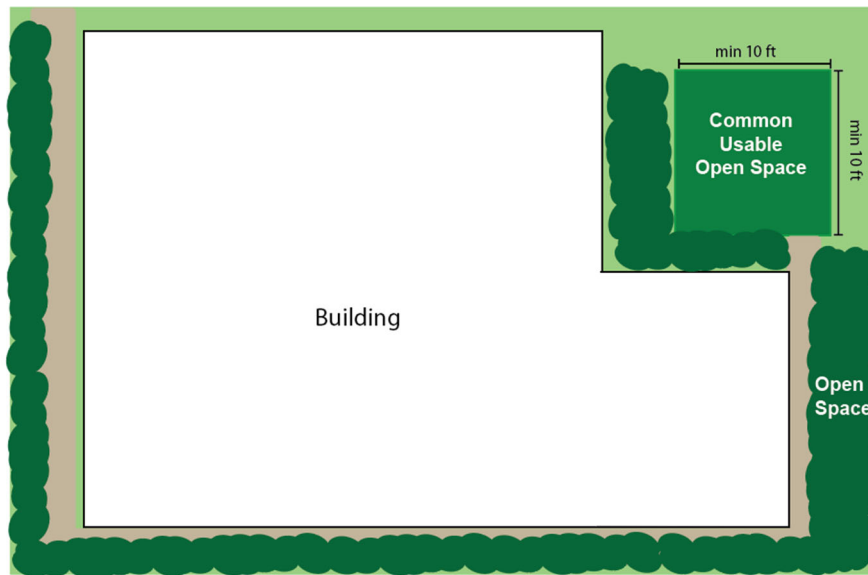 min 10 ft
Common
Usable
Open Space
min 10 ft
Building
Open
Space